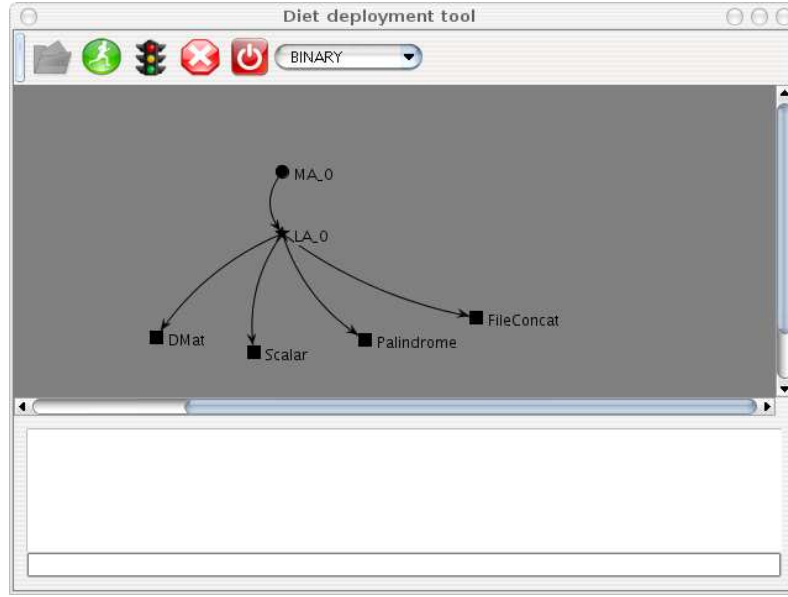 Diet deployment tool
BINARY
MA_0
LA_0
FileConcat
DMat
Palindrome
Scalar